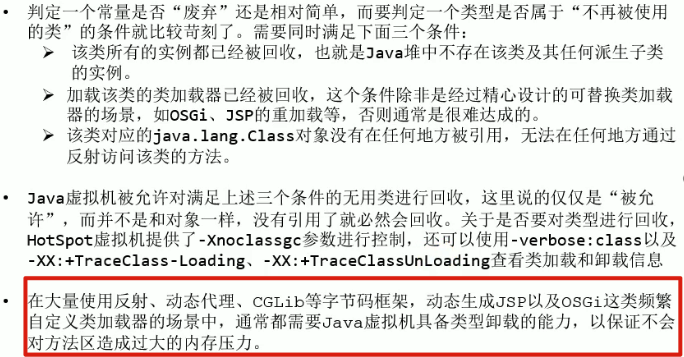 • 判定一个常量是否“废弃”还是相对简单，而要判定一个类型是否属于“不再被使用
的类”的条件就比较苛刻了。需要同时满足下面三个条件：
➢ 该类所有的实例都已经被回收，也就是Java堆中不存在该类及其任何派生子类
的实例。
➢ 加载该类的类加载器已经被回收，这个条件除非是经过精心设计的可替换类加载
器的场景，如OSGi、JSP的重加载等，否则通常是很难达成的。
➢ 该类对应的java.lang.Class对象没有在任何地方被引用，无法在任何地方通过
反射访问该类的方法。
• Java虚拟机被允许对满足上述三个条件的无用类进行回收，这里说的仅仅是“被允
许”，而并不是和对象一样，没有引用了就必然会回收。关于是否要对类型进行回收，
HotSpot虚拟机提供了-Xnoclassgc参数进行控制，还可以使用-verbose:class以及
-XX:+TraceClass-Loading、-XX:+TraceClassUnLoading查看类加载和卸载信息
• 在大量使用反射、动态代理、CGLib等字节码框架，动态生成JSP以及OSGi这类频繁
自定义类加载器的场景中，通常都需要Java虚拟机具备类型卸载的能力，以保证不会
对方法区造成过大的内存压力。